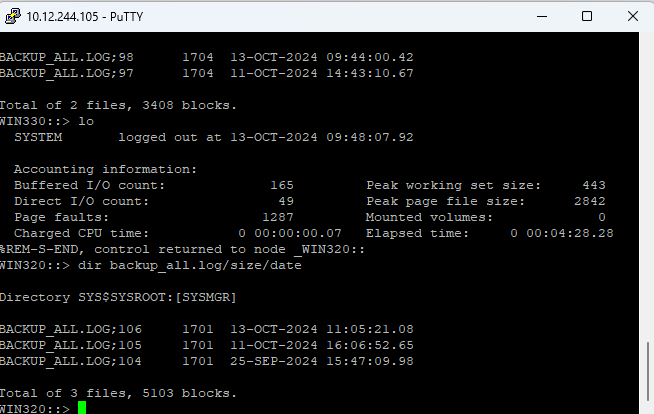 10.12.244.105 - PuTTY
BACKUP_ALL.LOG;98 1704 13-OCT-2024 09:44:00.42
BACKUP_ALL.LOG;97 1704 11-OCT-2024 14:43:10.67
Total of 2 files, 3408 blocks.
WIN330::> lo
SYSTEM logged out at 13-OCT-2024 09:48:07.92
Accounting information:
Buffered I/O count: 165 Peak working set size: 443
Direct I/O count: 49 Peak page file size: 2842
Page faults: 1287 Mounted volumes: 0
Charged CPU time: 0 00:00:00.07 Elapsed time: 0 00:04:28.28
%REM-S-END, control returned to node _WIN320::
WIN320::> dir backup_all.log/size/date
Directory SYS$SYSROOT:[SYSMGR]
BACKUP_ALL.LOG;106 1701 13-OCT-2024 11:05:21.08
BACKUP_ALL.LOG;105 1701 11-OCT-2024 16:06:52.65
BACKUP_ALL.LOG;104 1701 25-SEP-2024 15:47:09.98
Total of 3 files, 5103 blocks.
WIN320::>